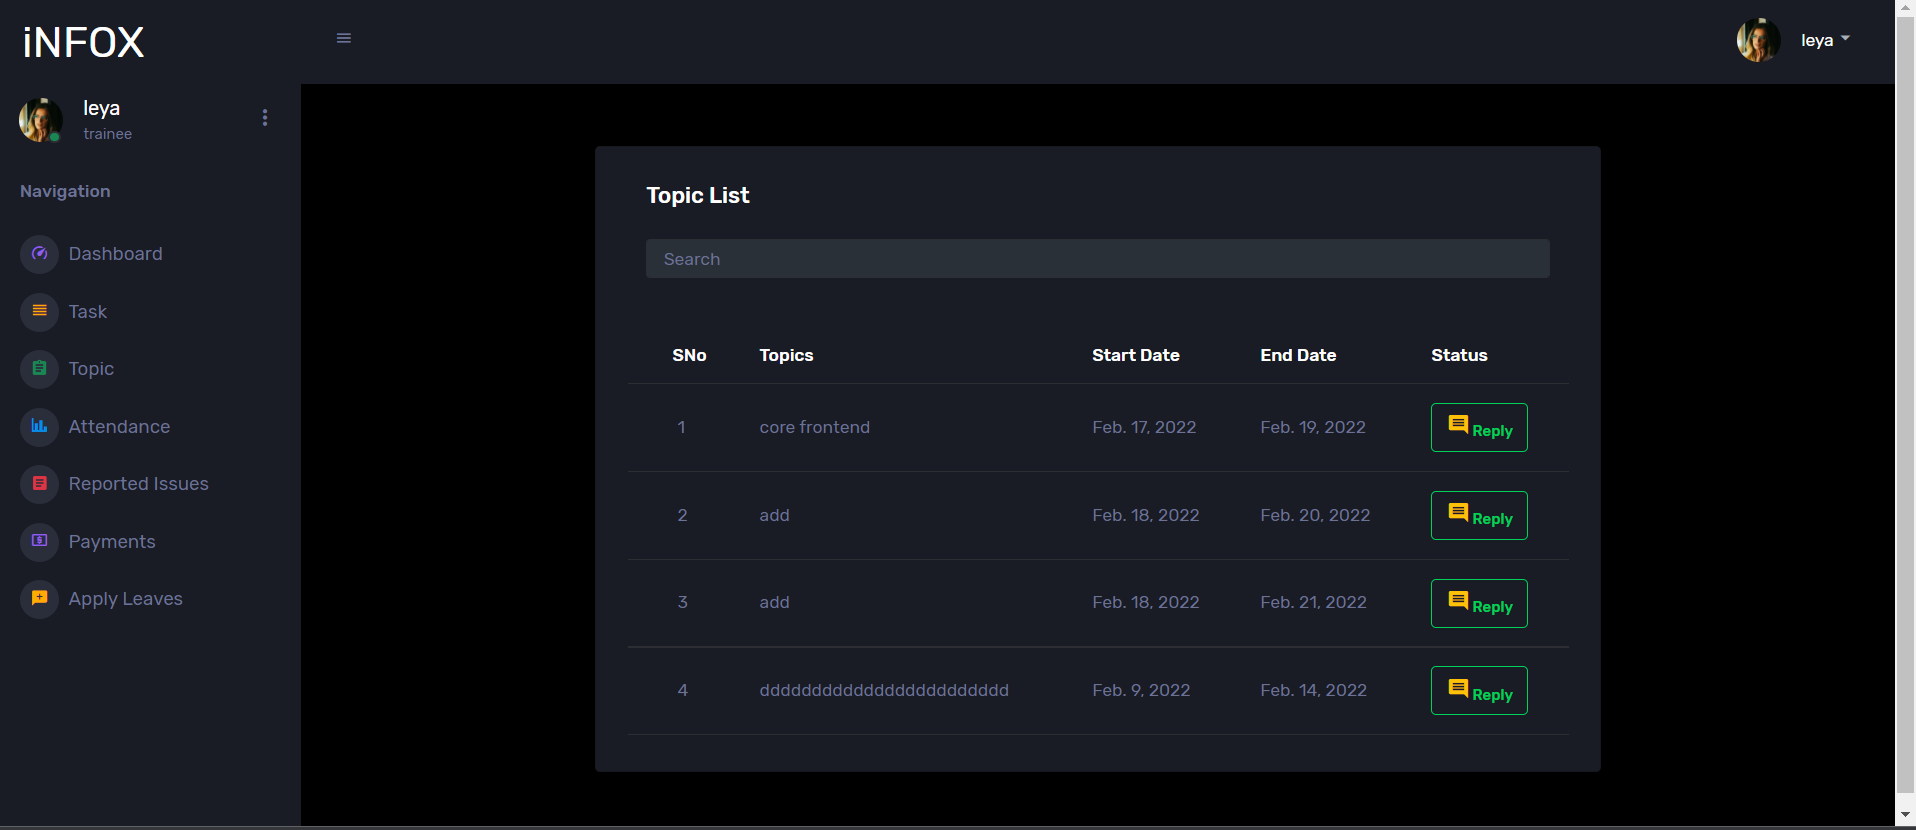 iNFOX
leya
leya
trainee
Navigation
Dashboard
Task
Topic
Attendance
Reported Issues
Payments
Apply Leaves
Topic List
Search
SNo Topics Start Date End Date Status
1 core frontend Feb. 17, 2022 Feb. 19, 2022 Reply
2 add Feb. 18, 2022 Feb. 20, 2022 Reply
3 add Feb. 18, 2022 Feb. 21, 2022 Reply
4 dddddddddddddddddddddddd Feb. 9, 2022 Feb. 14, 2022 Reply